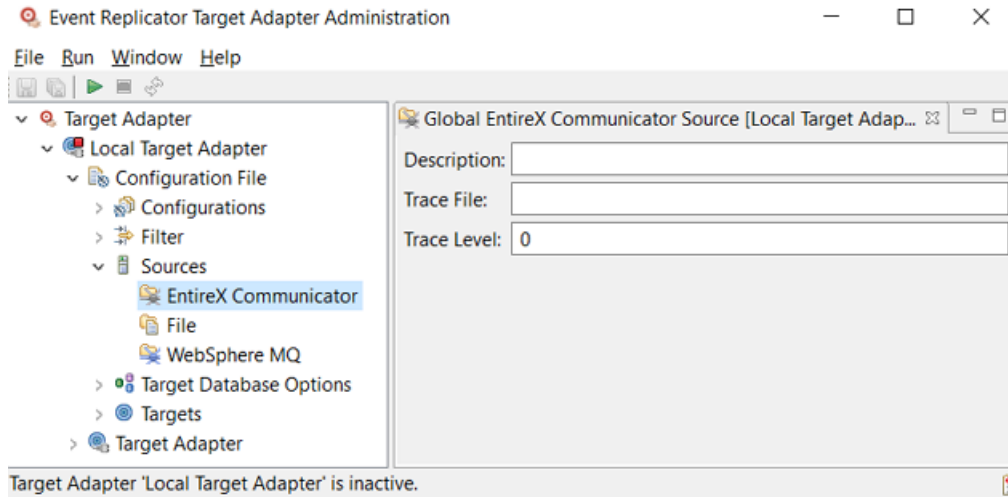 Event Replicator Target Adapter Administration
File Run Window Help
Target Adapter
Local Target Adapter
Configuration File
Configurations
Filter
Sources
EntireX Communicator
File
WebSphere MQ
Target Database Options
Targets
Target Adapter
Global EntireX Communicator Source [Local Target Adap...
Description:
Trace File:
Trace Level: 0
Target Adapter 'Local Target Adapter' is inactive.